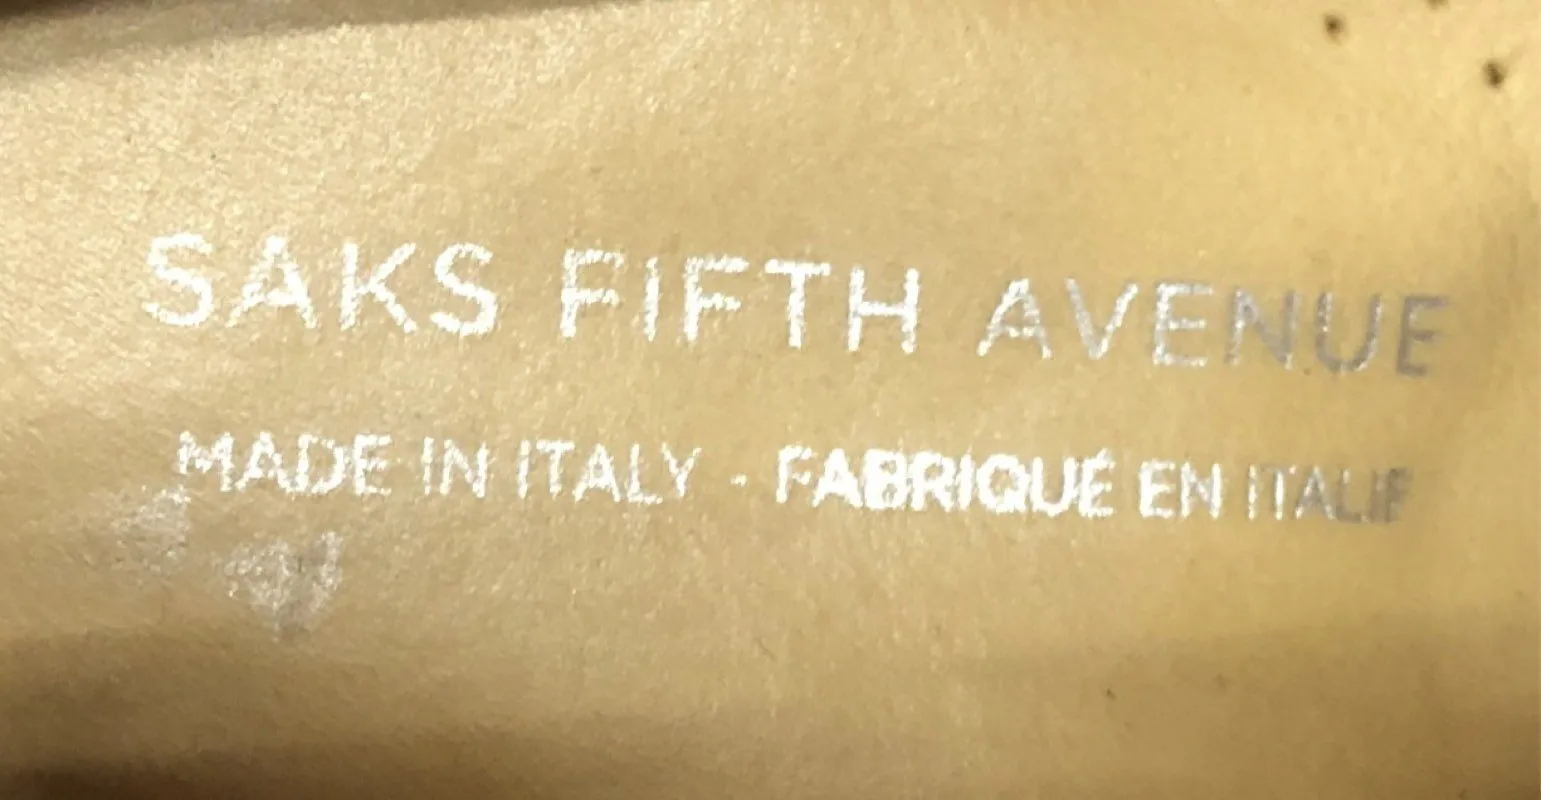 SAKS FIFTH AVENUE
MADE IN ITALY - FABRIQUÉ EN ITALIE